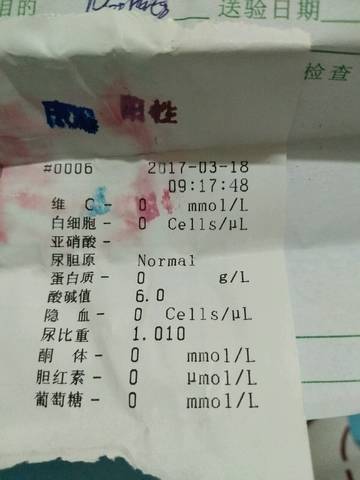 目的
送验日期
检查
阳性
#0006 2017-03-18
09:17:48
维 C - 0 mmol/L
白细胞 - 0 Cells/μL
亚硝酸 -
尿胆原 Normal
蛋白质 - 0 g/L
酸碱值 6.0
隐 血 - 0 Cells/μL
尿比重 1.010
酮 体 - 0 mmol/L
胆红素 - 0 μmol/L
葡萄糖 - 0 mmol/L